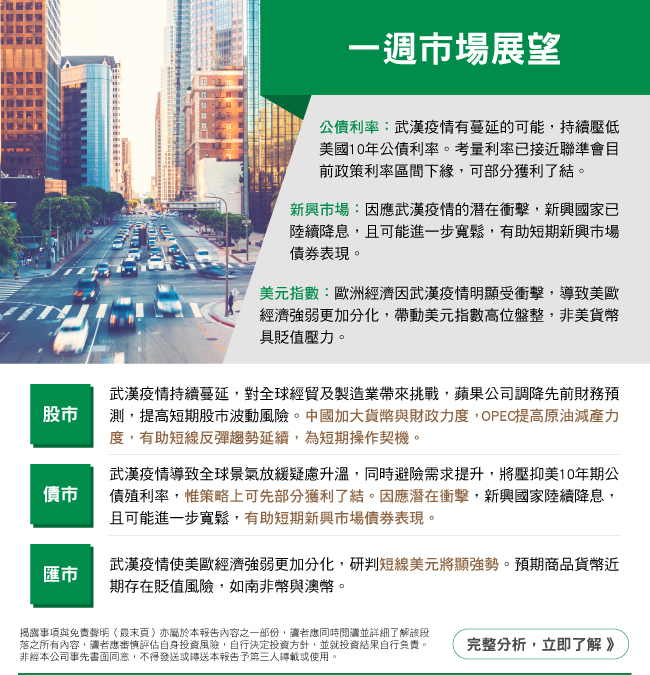 一週市場展望
公債利率：武漢疫情有蔓延的可能，持續壓低
美國10年公債利率。考量利率已接近聯準會目
前政策利率區間下緣，可部分獲利了結。
新興市場：因應武漢疫情的潛在衝擊，新興國家已
陸續降息，且可能進一步寬鬆，有助短期新興市場
債券表現。
美元指數：歐洲經濟因武漢疫情明顯受衝擊，導致美歐
經濟強弱更加分化，帶動美元指數高位盤整，非美貨幣
具貶值壓力。
股市
武漢疫情持續蔓延，對全球經貿及製造業帶來挑戰，蘋果公司調降先前財務預
測，提高短期股市波動風險。中國加大貨幣與財政力度，OPEC提高原油減產力
度，有助短線反彈趨勢延續，為短期操作契機。
債市
武漢疫情導致全球景氣放緩疑慮升溫，同時避險需求提升，將壓抑美10年期公
債殖利率，惟策略上可先部分獲利了結。因應潛在衝擊，新興國家陸續降息，
且可能進一步寬鬆，有助短期新興市場債券表現。
匯市
武漢疫情使美歐經濟強弱更加分化，研判短線美元將顯強勢。預期商品貨幣近
期存在貶值風險，如南非幣與澳幣。
揭露事項與免責聲明（最末頁）亦屬於本報告內容之一部份，讀者應同時閱讀並詳細了解該段
落之所有內容，讀者應審慎評估自身投資風險，自行決定投資方針，並就投資結果自行負責。
非經本公司事先書面同意，不得發送或轉送本報告予第三人轉載或使用。
完整分析，立即了解 》